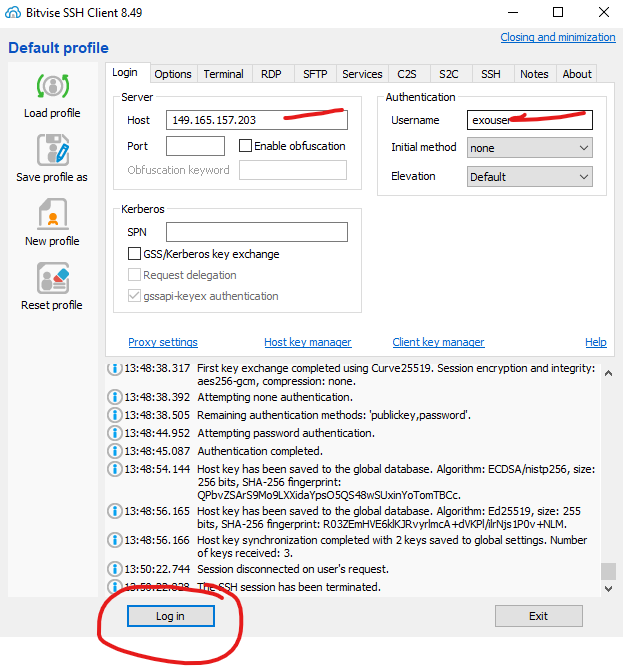 Bitvise SSH Client 8.49
Closing and minimization
Default profile
Load profile
Save profile as
New profile
Reset profile
Login Options Terminal RDP SFTP Services C2S S2C SSH Notes About
Server
Host 149.165.157.203
Port Enable obfuscation
Obfuscation keyword
Kerberos
SPN
GSS/Kerberos key exchange
Request delegation
gssapi-keyex authentication
Authentication
Username exouser
Initial method none
Elevation Default
Proxy settings Host key manager Client key manager Help
13:48:38.317 First key exchange completed using Curve25519. Session encryption and integrity:
aes256-gcm, compression: none.
13:48:38.392 Attempting none authentication.
13:48:38.505 Remaining authentication methods: 'publickey,password'.
13:48:44.952 Attempting password authentication.
13:48:45.087 Authentication completed.
13:48:54.144 Host key has been saved to the global database. Algorithm: ECDSA/nistp256, size:
256 bits, SHA-256 fingerprint:
QPbvZSArS9Mo9LXXidaYpsO5QS48wSUxinYoTomTBCc.
13:48:56.165 Host key has been saved to the global database. Algorithm: Ed25519, size: 255
bits, SHA-256 fingerprint: R03ZEmHVE6klKJRvyrlmcA+dVKPl/ilrNjs1P0v+NLM.
13:48:56.166 Host key synchronization completed with 2 keys saved to global settings. Number
of keys received: 3.
13:50:22.744 Session disconnected on user's request.
13:50:22.828 The SSH session has been terminated.
Log in Exit